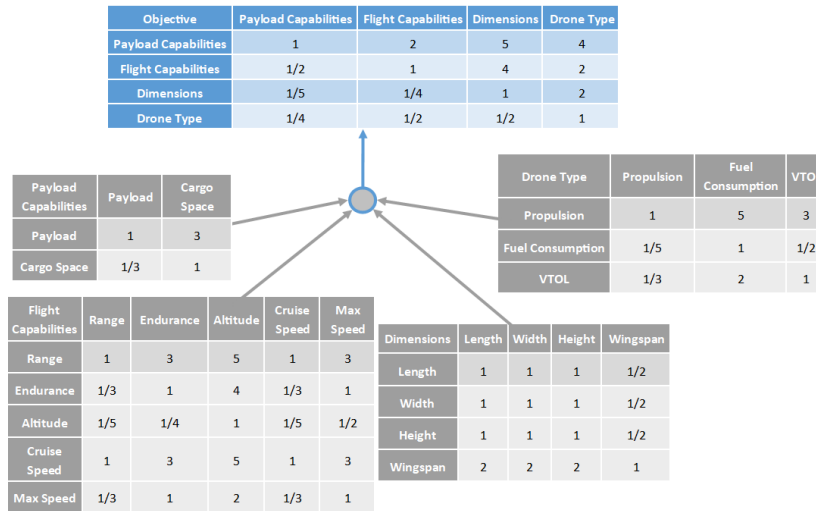 Objective Payload Capabilities Flight Capabilities Dimensions Drone Type
Payload Capabilities 1 2 5 4
Flight Capabilities 1/2 1 4 2
Dimensions 1/5 1/4 1 2
Drone Type 1/4 1/2 1/2 1
Payload Capabilities Payload Cargo Space
Payload 1 3
Cargo Space 1/3 1
Drone Type Propulsion Fuel Consumption VTOL
Propulsion 1 5 3
Fuel Consumption 1/5 1 1/2
VTOL 1/3 2 1
Flight Capabilities Range Endurance Altitude Cruise Speed Max Speed
Range 1 3 5 1 3
Endurance 1/3 1 4 1/3 1
Altitude 1/5 1/4 1 1/5 1/2
Cruise Speed 1 3 5 1 3
Max Speed 1/3 1 2 1/3 1
Dimensions Length Width Height Wingspan
Length 1 1 1 1/2
Width 1 1 1 1/2
Height 1 1 1 1/2
Wingspan 2 2 2 1